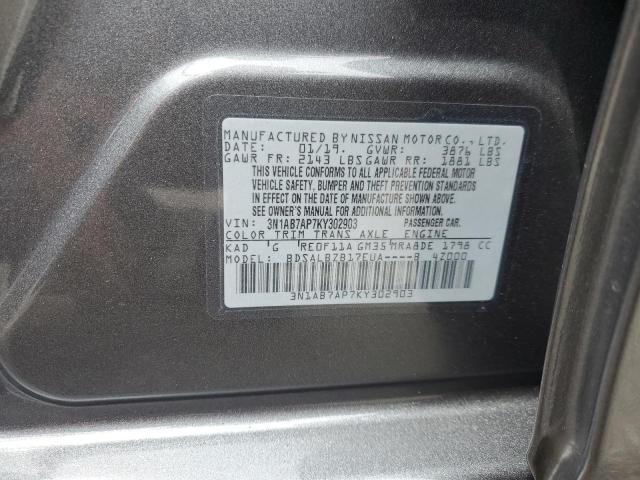 MANUFACTURED BY NISSAN MOTOR CO., LTD.
DATE: 01/19. GVWR: 3876 LBS
GAWR FR: 2143 LBS GAWR RR: 1881 LBS
THIS VEHICLE CONFORMS TO ALL APPLICABLE FEDERAL MOTOR
VEHICLE SAFETY, BUMPER AND THEFT PREVENTION STANDARDS
IN EFFECT ON THE DATE OF MANUFACTURE SHOWN ABOVE.
SEE OWNER'S MANUAL FOR ADDITIONAL INFORMATION.
VIN: 3N1AB7AP7KY302903 PASSENGER CAR.
COLOR TRIM TRANS AXLE ENGINE
KAD G RE0F11A GM35 MRA8DE 1798 CC
MODEL: BDSALBZB17EUA----B 4Z000
3N1AB7AP7KY302903